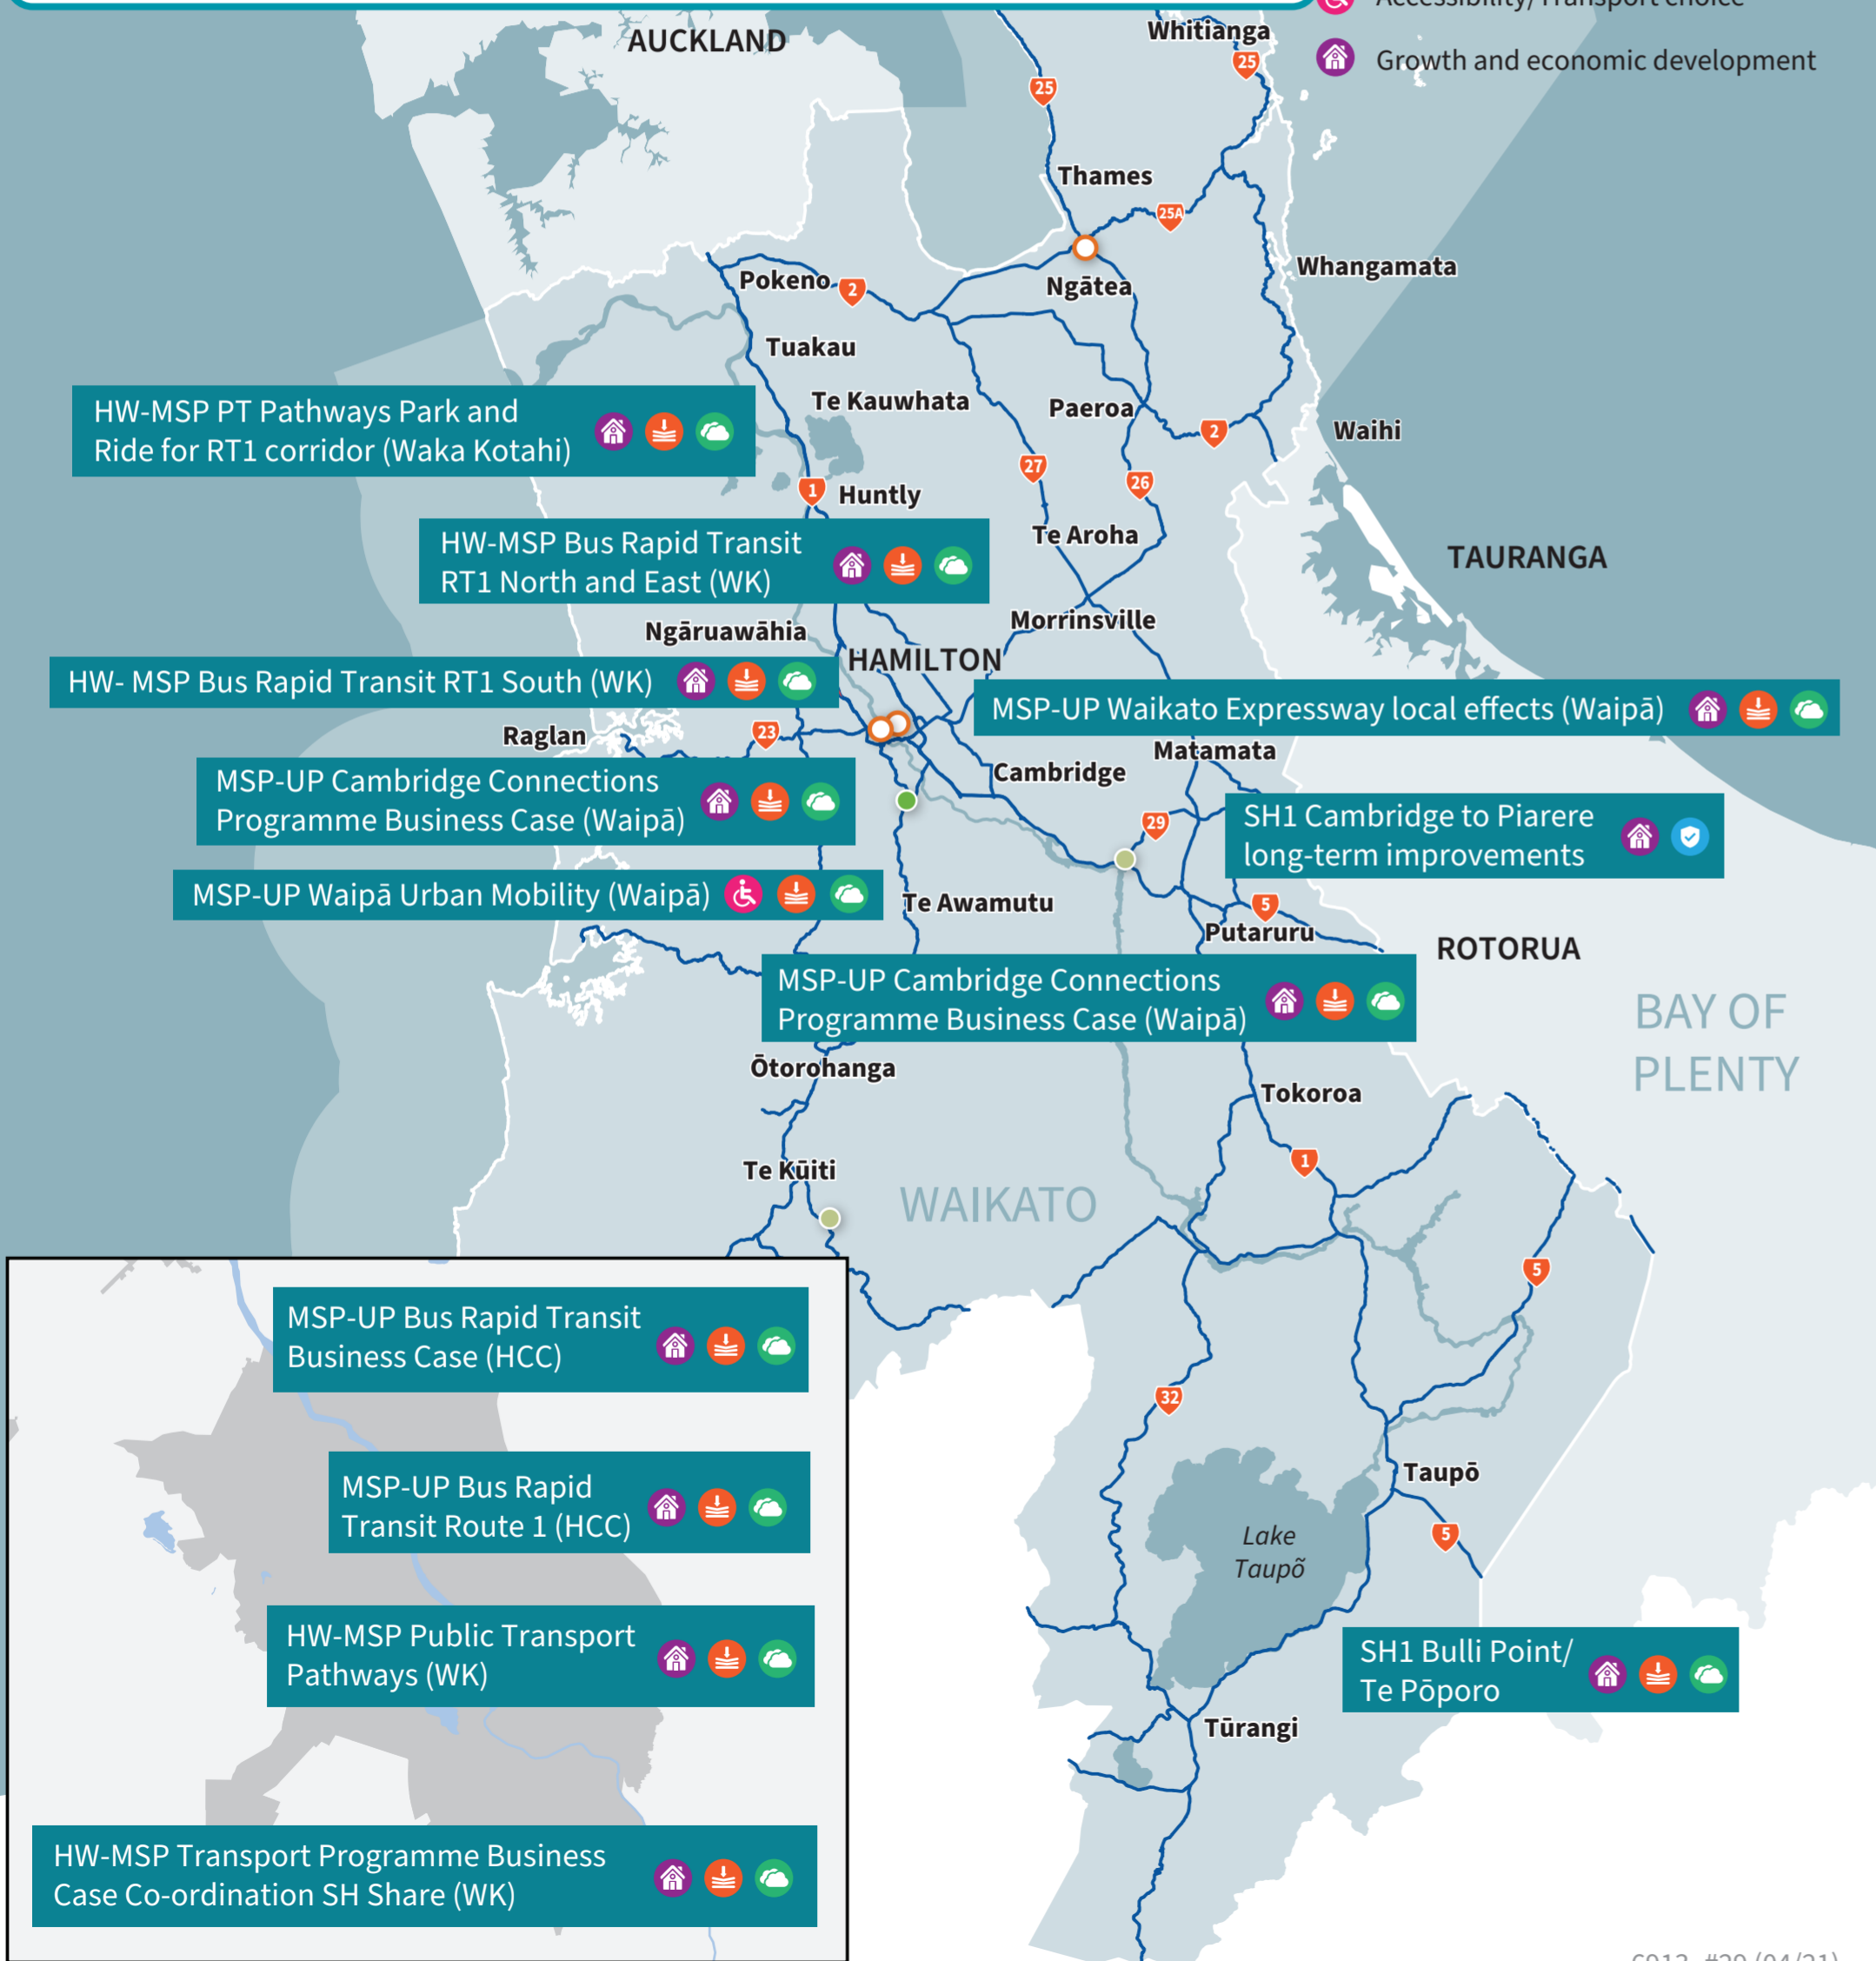 Accessibility/Transport choice
Growth and economic development
AUCKLAND
Whitianga
25
25
Thames
25A
Whangamata
Ngātea
Pokeno
2
Tuakau
HW-MSP PT Pathways Park and
Ride for RT1 corridor (Waka Kotahi)
Te Kauwhata
Paeroa
2
Waihi
27
26
1
Huntly
HW-MSP Bus Rapid Transit
RT1 North and East (WK)
Te Aroha
TAURANGA
Morrinsville
Ngāruawāhia
HAMILTON
HW- MSP Bus Rapid Transit RT1 South (WK)
MSP-UP Waikato Expressway local effects (Waipā)
Raglan
23
Matamata
MSP-UP Cambridge Connections
Programme Business Case (Waipā)
Cambridge
29
SH1 Cambridge to Piarere
long-term improvements
MSP-UP Waipā Urban Mobility (Waipā)
Te Awamutu
5
Putaruru
ROTORUA
MSP-UP Cambridge Connections
Programme Business Case (Waipā)
BAY OF
PLENTY
Ōtorohanga
Tokoroa
1
Te Kūiti
WAIKATO
5
MSP-UP Bus Rapid Transit
Business Case (HCC)
32
MSP-UP Bus Rapid
Transit Route 1 (HCC)
Taupō
5
Lake
Taupõ
HW-MSP Public Transport
Pathways (WK)
SH1 Bulli Point/
Te Pōporo
Tūrangi
HW-MSP Transport Programme Business
Case Co-ordination SH Share (WK)